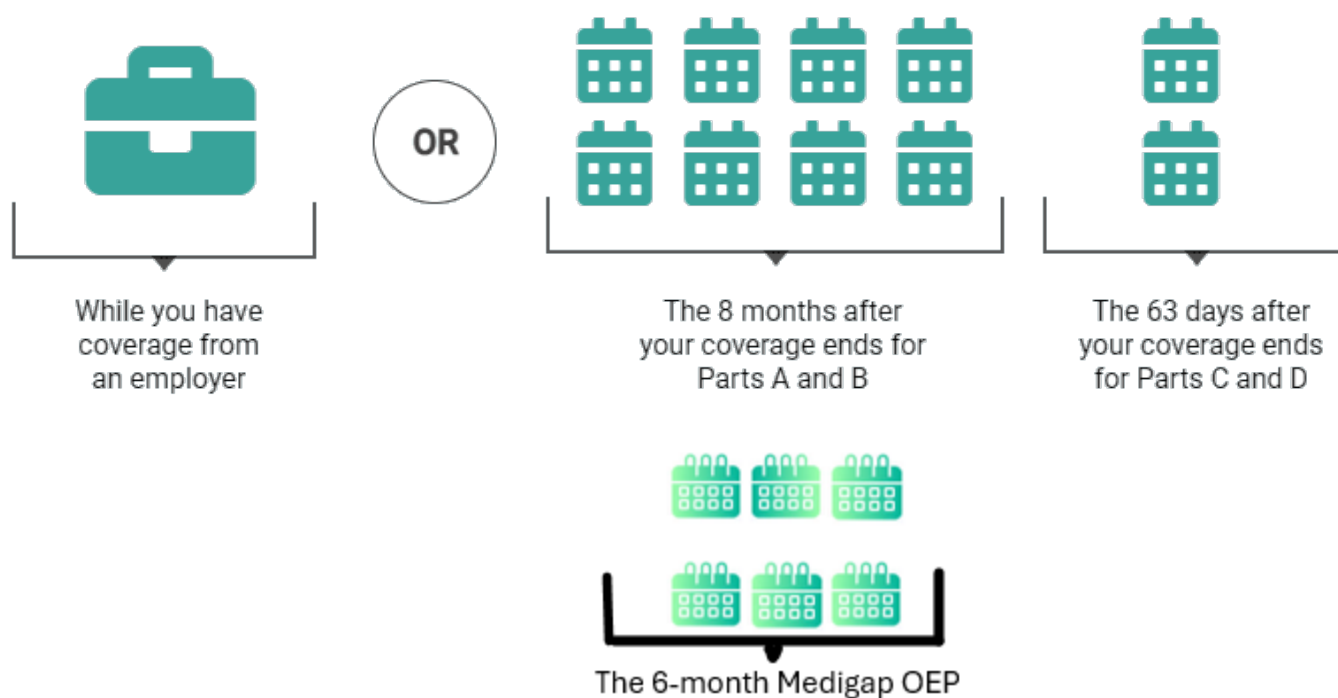 OR
While you have
coverage from
an employer
The 8 months after
your coverage ends for
Parts A and B
The 63 days after
your coverage ends
for Parts C and D
The 6-month Medigap OEP